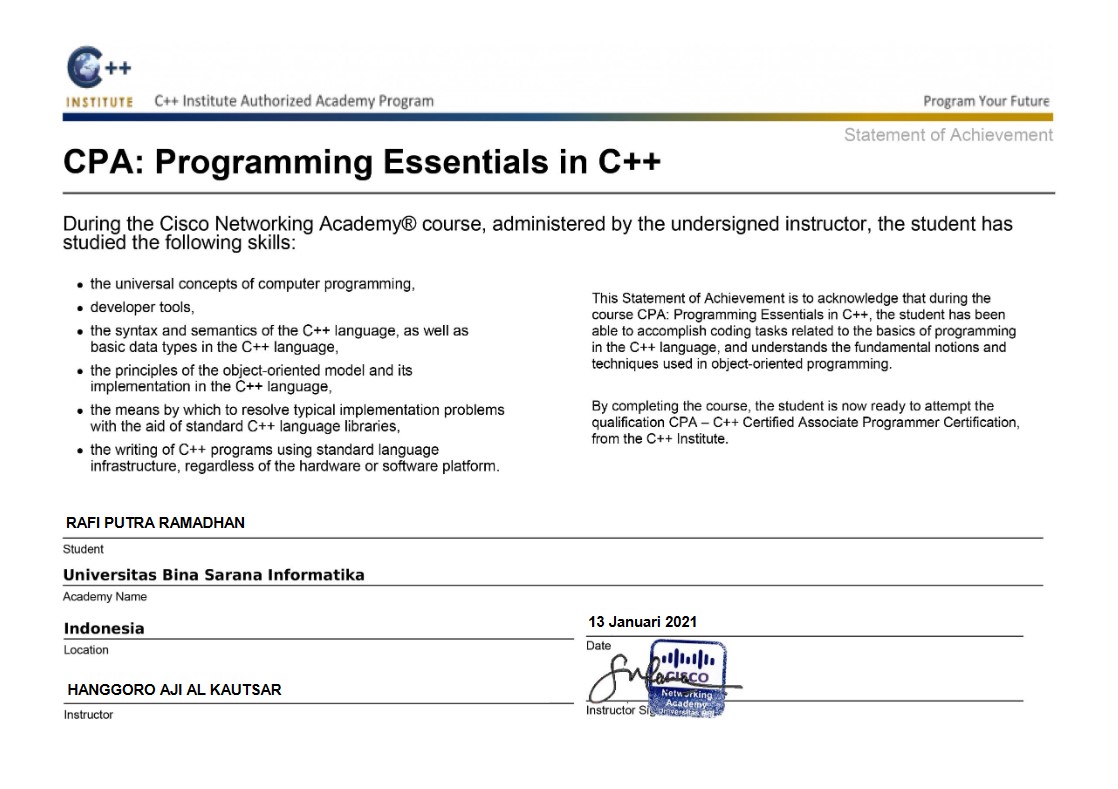 C++
INSTITUTE
C++ Institute Authorized Academy Program
Program Your Future
Statement of Achievement
CPA: Programming Essentials in C++
During the Cisco Networking Academy® course, administered by the undersigned instructor, the student has
studied the following skills:
• the universal concepts of computer programming,
• developer tools,
• the syntax and semantics of the C++ language, as well as
basic data types in the C++ language,
• the principles of the object-oriented model and its
implementation in the C++ language,
• the means by which to resolve typical implementation problems
with the aid of standard C++ language libraries,
• the writing of C++ programs using standard language
infrastructure, regardless of the hardware or software platform.
This Statement of Achievement is to acknowledge that during the
course CPA: Programming Essentials in C++, the student has been
able to accomplish coding tasks related to the basics of programming
in the C++ language, and understands the fundamental notions and
techniques used in object-oriented programming.
By completing the course, the student is now ready to attempt the
qualification CPA – C++ Certified Associate Programmer Certification,
from the C++ Institute.
RAFI PUTRA RAMADHAN
Student
Universitas Bina Sarana Informatika
Academy Name
Indonesia
Location
13 Januari 2021
Date
HANGGORO AJI AL KAUTSAR
Instructor
CISCO
Networking
Academy
Universitas
Instructor